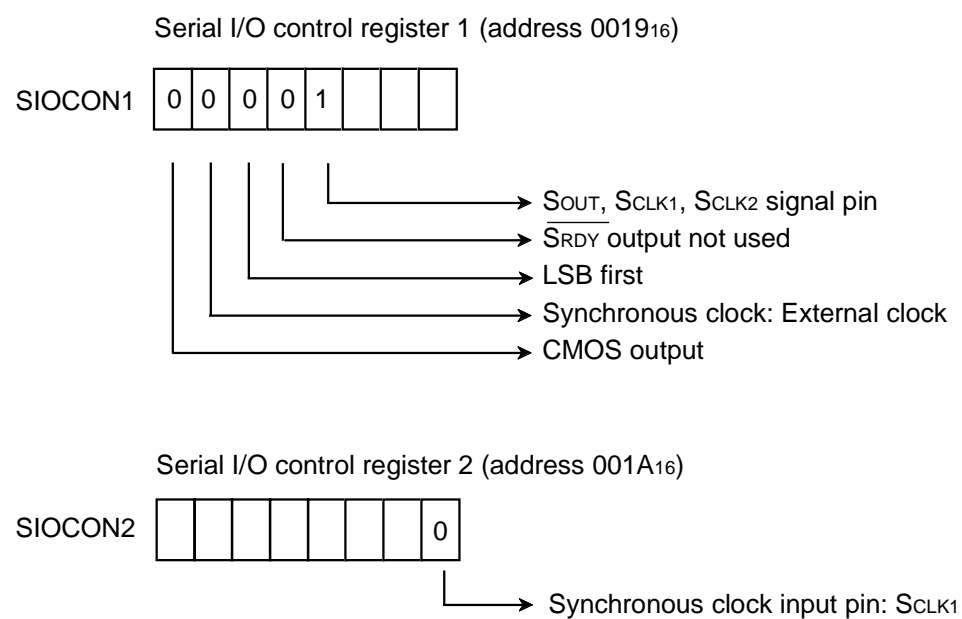 Serial I/O control register 1 (address 0019₁₆)
SIOCON1 0 0 0 0 1
SOUT, SCLK1, SCLK2 signal pin
S̅R̅D̅Y̅ output not used
LSB first
Synchronous clock: External clock
CMOS output
Serial I/O control register 2 (address 001A₁₆)
SIOCON2 0
Synchronous clock input pin: SCLK1